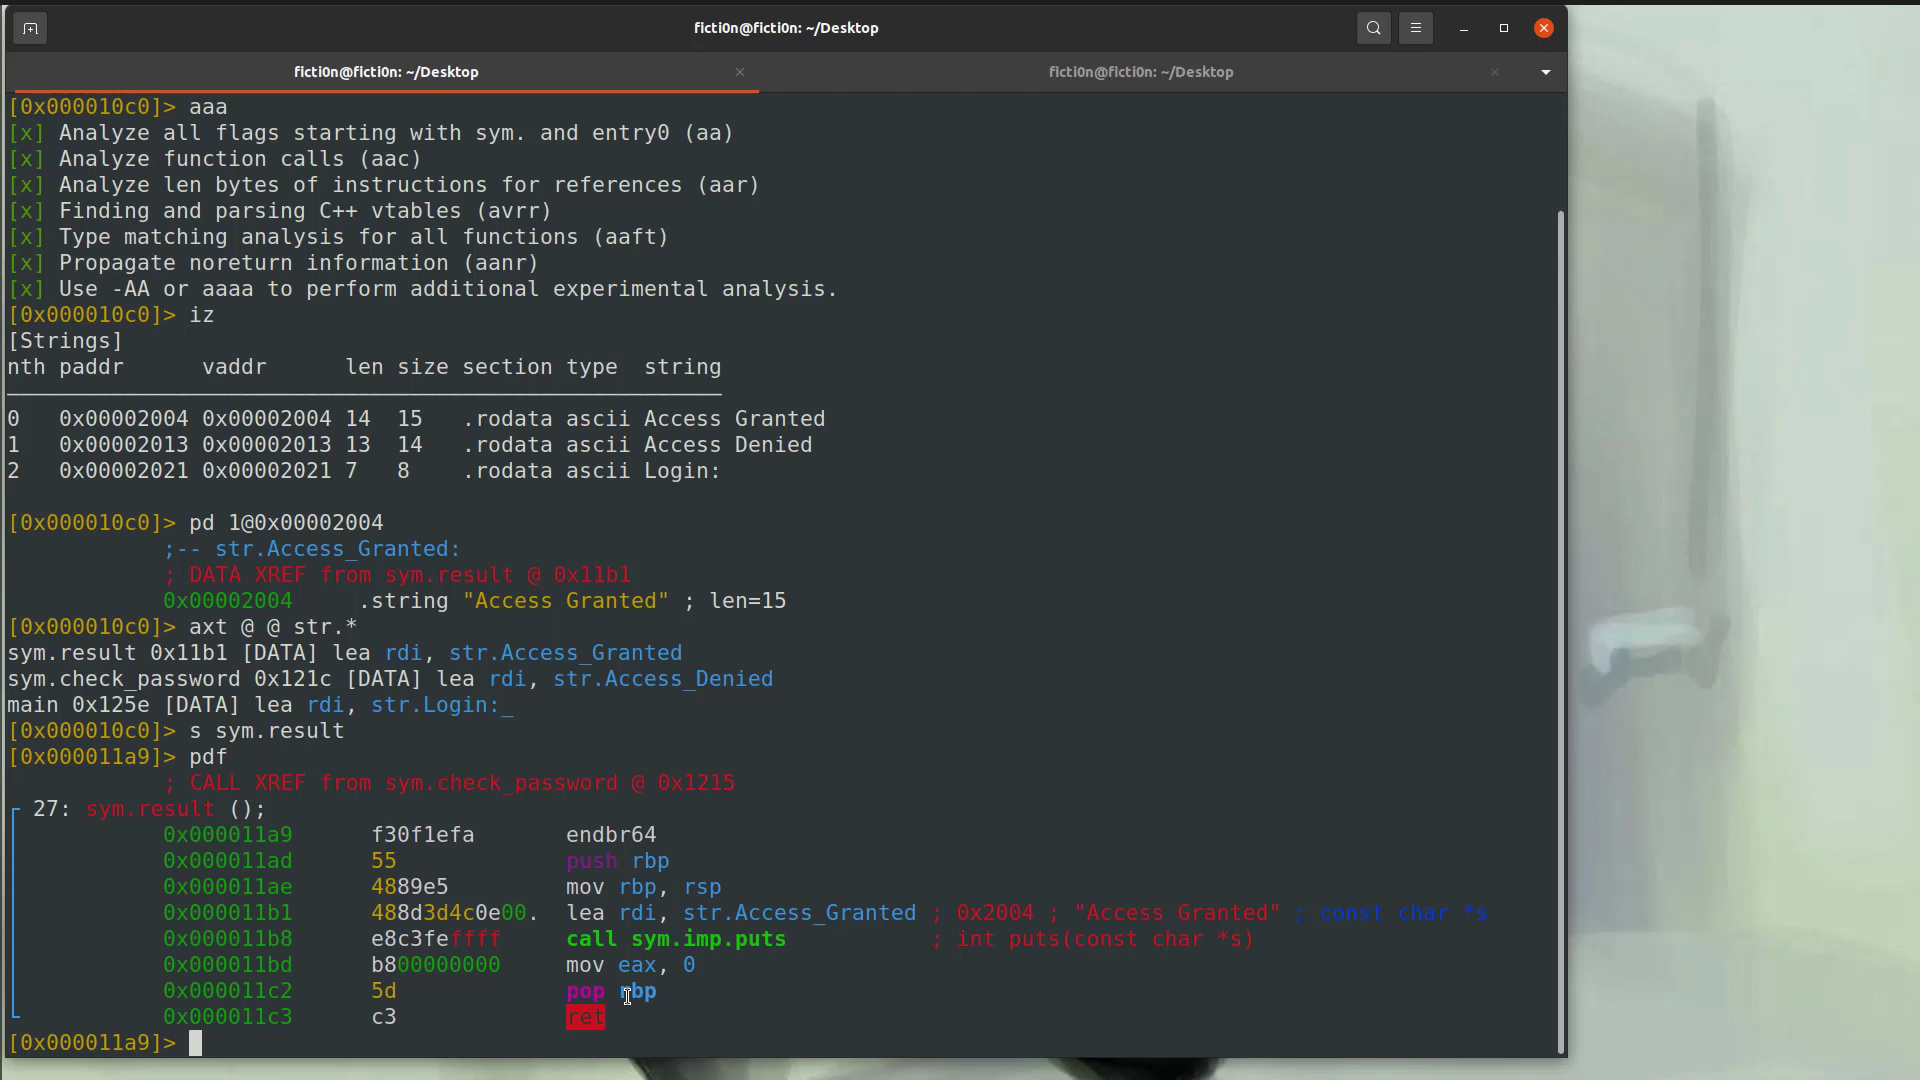 ficti0n@ficti0n: ~/Desktop
ficti0n@ficti0n: ~/Desktop ficti0n@ficti0n: ~/Desktop
[0x000010c0]> aaa
[x] Analyze all flags starting with sym. and entry0 (aa)
[x] Analyze function calls (aac)
[x] Analyze len bytes of instructions for references (aar)
[x] Finding and parsing C++ vtables (avrr)
[x] Type matching analysis for all functions (aaft)
[x] Propagate noreturn information (aanr)
[x] Use -AA or aaaa to perform additional experimental analysis.
[0x000010c0]> iz
[Strings]
nth paddr      vaddr      len size section type  string
0   0x00002004 0x00002004 14  15   .rodata ascii Access Granted
1   0x00002013 0x00002013 13  14   .rodata ascii Access Denied
2   0x00002021 0x00002021 7   8    .rodata ascii Login:
[0x000010c0]> pd 1@0x00002004
;-- str.Access_Granted:
; DATA XREF from sym.result @ 0x11b1
0x00002004     .string "Access Granted" ; len=15
[0x000010c0]> axt @ @ str.*
sym.result 0x11b1 [DATA] lea rdi, str.Access_Granted
sym.check_password 0x121c [DATA] lea rdi, str.Access_Denied
main 0x125e [DATA] lea rdi, str.Login:_
[0x000010c0]> s sym.result
[0x000011a9]> pdf
; CALL XREF from sym.check_password @ 0x1215
27: sym.result ();
0x000011a9      f30f1efa       endbr64
0x000011ad      55             push rbp
0x000011ae      4889e5         mov rbp, rsp
0x000011b1      488d3d4c0e00.  lea rdi, str.Access_Granted ; 0x2004 ; "Access Granted" ; const char *s
0x000011b8      e8c3feffff     call sym.imp.puts           ; int puts(const char *s)
0x000011bd      b800000000     mov eax, 0
0x000011c2      5d             pop rbp
0x000011c3      c3             ret
[0x000011a9]>